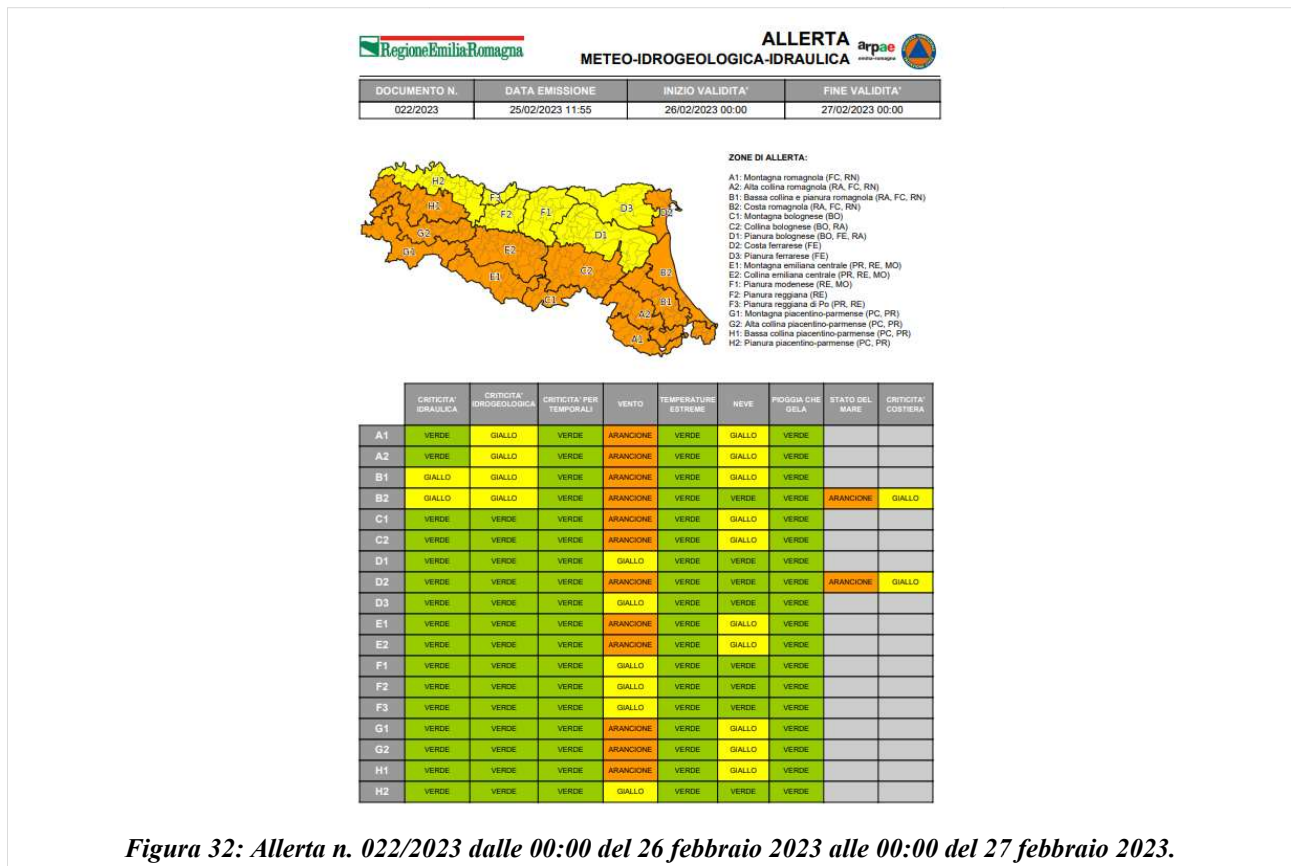 RegioneEmilia-Romagna
ALLERTA
METEO-IDROGEOLOGICA-IDRAULICA
arpae
emilia-romagna
DOCUMENTO N. DATA EMISSIONE INIZIO VALIDITA' FINE VALIDITA'
022/2023 25/02/2023 11:55 26/02/2023 00:00 27/02/2023 00:00
ZONE DI ALLERTA:
A1: Montagna romagnola (FC, RN)
A2: Alta collina romagnola (RA, FC, RN)
B1: Bassa collina e pianura romagnola (RA, FC, RN)
B2: Costa romagnola (RA, FC, RN)
C1: Montagna bolognese (BO)
C2: Collina bolognese (BO, RA)
D1: Pianura bolognese (BO, FE, RA)
D2: Costa ferrarese (FE)
D3: Pianura ferrarese (FE)
E1: Montagna emiliana centrale (PR, RE, MO)
E2: Collina emiliana centrale (PR, RE, MO)
F1: Pianura modenese (RE, MO)
F2: Pianura reggiana (RE)
F3: Pianura reggiana di Po (PR, RE)
G1: Montagna piacentino-parmense (PC, PR)
G2: Alta collina piacentino-parmense (PC, PR)
H1: Bassa collina piacentino-parmense (PC, PR)
H2: Pianura piacentino-parmense (PC, PR)
H2
F3
H1
F2
F1
D3
D2
G2
D1
G1
E2
E1
C2
B2
C1
B1
A2
A1
CRITICITA' IDRAULICA CRITICITA' IDROGEOLOGICA CRITICITA' PER TEMPORALI VENTO TEMPERATURE ESTREME NEVE PIOGGIA CHE GELA STATO DEL MARE CRITICITA' COSTIERA
A1 VERDE GIALLO VERDE ARANCIONE VERDE GIALLO VERDE
A2 VERDE GIALLO VERDE ARANCIONE VERDE GIALLO VERDE
B1 GIALLO GIALLO VERDE ARANCIONE VERDE GIALLO VERDE
B2 GIALLO GIALLO VERDE ARANCIONE VERDE VERDE VERDE ARANCIONE GIALLO
C1 VERDE VERDE VERDE ARANCIONE VERDE GIALLO VERDE
C2 VERDE VERDE VERDE ARANCIONE VERDE GIALLO VERDE
D1 VERDE VERDE VERDE GIALLO VERDE VERDE VERDE
D2 VERDE VERDE VERDE ARANCIONE VERDE VERDE VERDE ARANCIONE GIALLO
D3 VERDE VERDE VERDE GIALLO VERDE VERDE VERDE
E1 VERDE VERDE VERDE ARANCIONE VERDE GIALLO VERDE
E2 VERDE VERDE VERDE ARANCIONE VERDE GIALLO VERDE
F1 VERDE VERDE VERDE GIALLO VERDE VERDE VERDE
F2 VERDE VERDE VERDE GIALLO VERDE VERDE VERDE
F3 VERDE VERDE VERDE GIALLO VERDE VERDE VERDE
G1 VERDE VERDE VERDE ARANCIONE VERDE GIALLO VERDE
G2 VERDE VERDE VERDE ARANCIONE VERDE GIALLO VERDE
H1 VERDE VERDE VERDE ARANCIONE VERDE GIALLO VERDE
H2 VERDE VERDE VERDE GIALLO VERDE VERDE VERDE
Figura 32: Allerta n. 022/2023 dalle 00:00 del 26 febbraio 2023 alle 00:00 del 27 febbraio 2023.